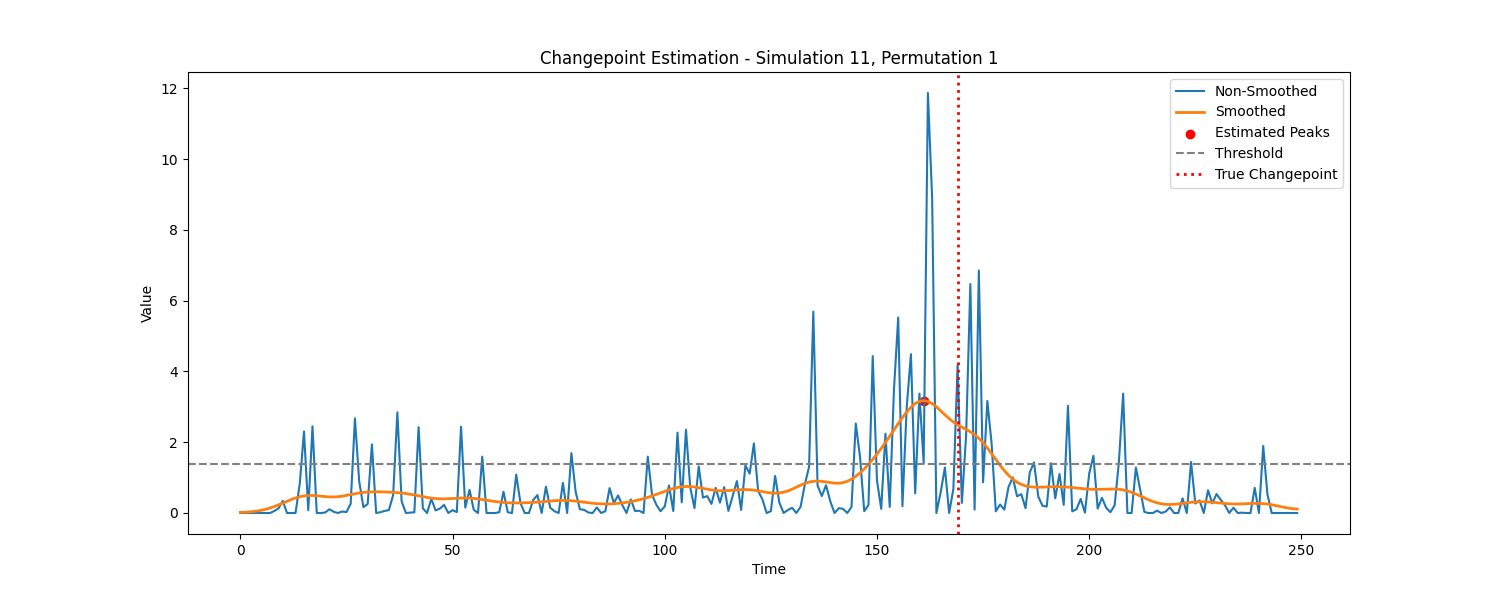 Changepoint Estimation - Simulation 11, Permutation 1
Non-Smoothed
Smoothed
Estimated Peaks
Threshold
True Changepoint
12
10
8
6
4
2
0
Value
0 50 100 150 200 250
Time